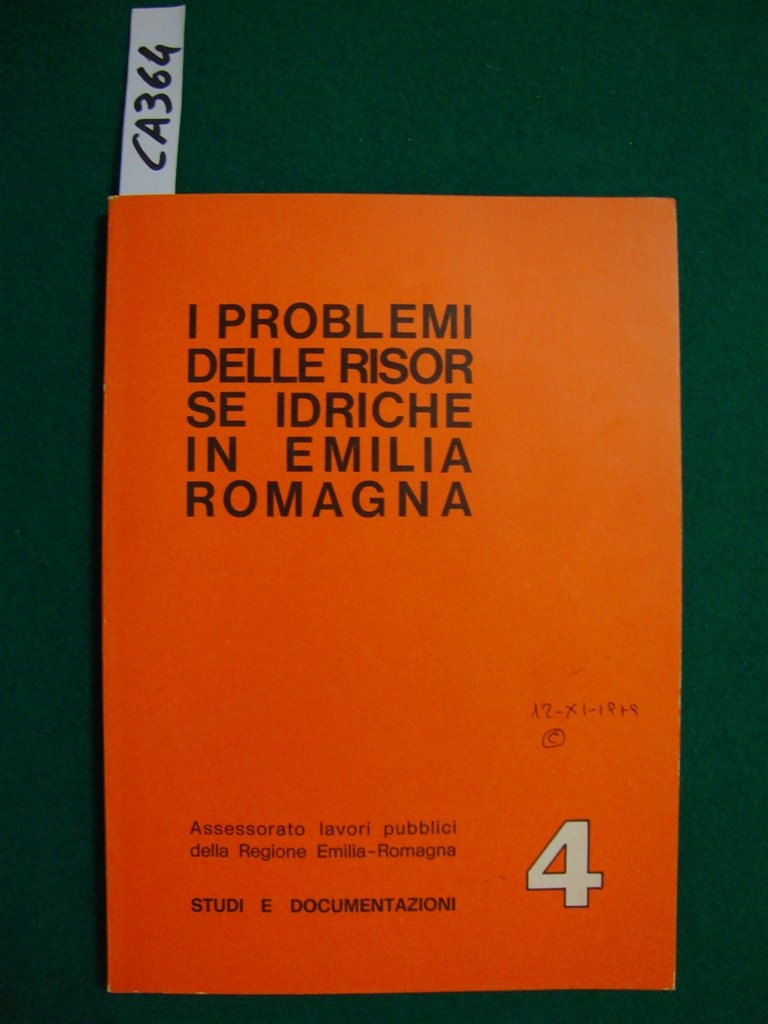 CA364
I PROBLEMI
DELLE RISOR
SE IDRICHE
IN EMILIA
ROMAGNA
12-XI-1979
©
Assessorato lavori pubblici
della Regione Emilia-Romagna
4
STUDI E DOCUMENTAZIONI